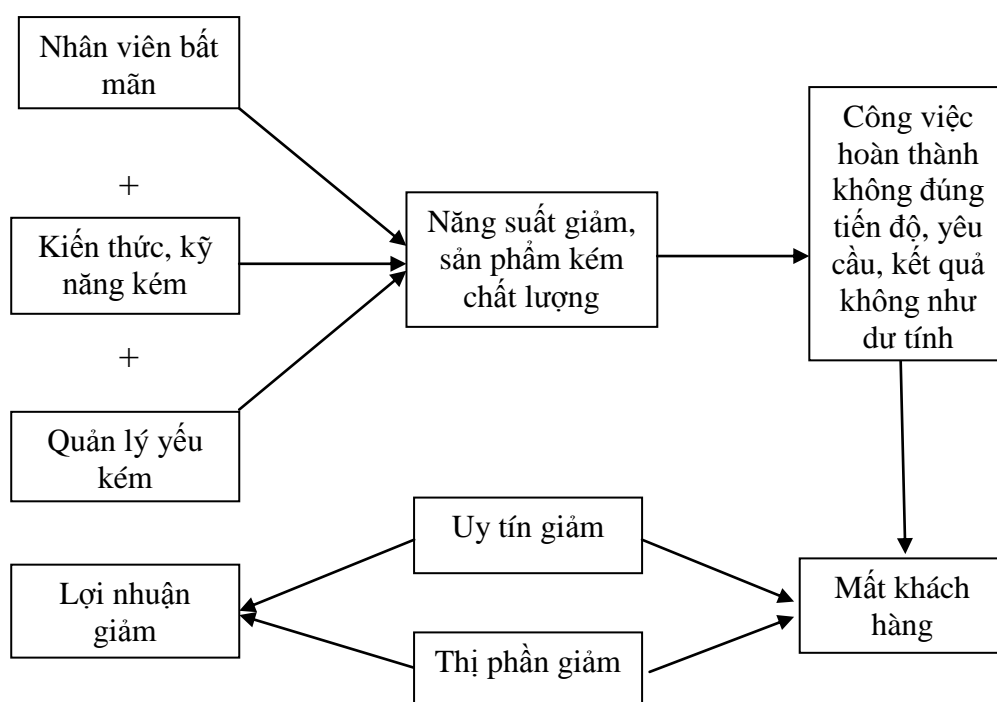 Nhân viên bất
mãn
+
Kiến thức, kỹ
năng kém
+
Quản lý yếu
kém
Năng suất giảm,
sản phẩm kém
chất lượng
Công việc
hoàn thành
không đúng
tiến độ, yêu
cầu, kết quả
không như
dư tính
Uy tín giảm
Lợi nhuận
giảm
Thị phần giảm
Mất khách
hàng